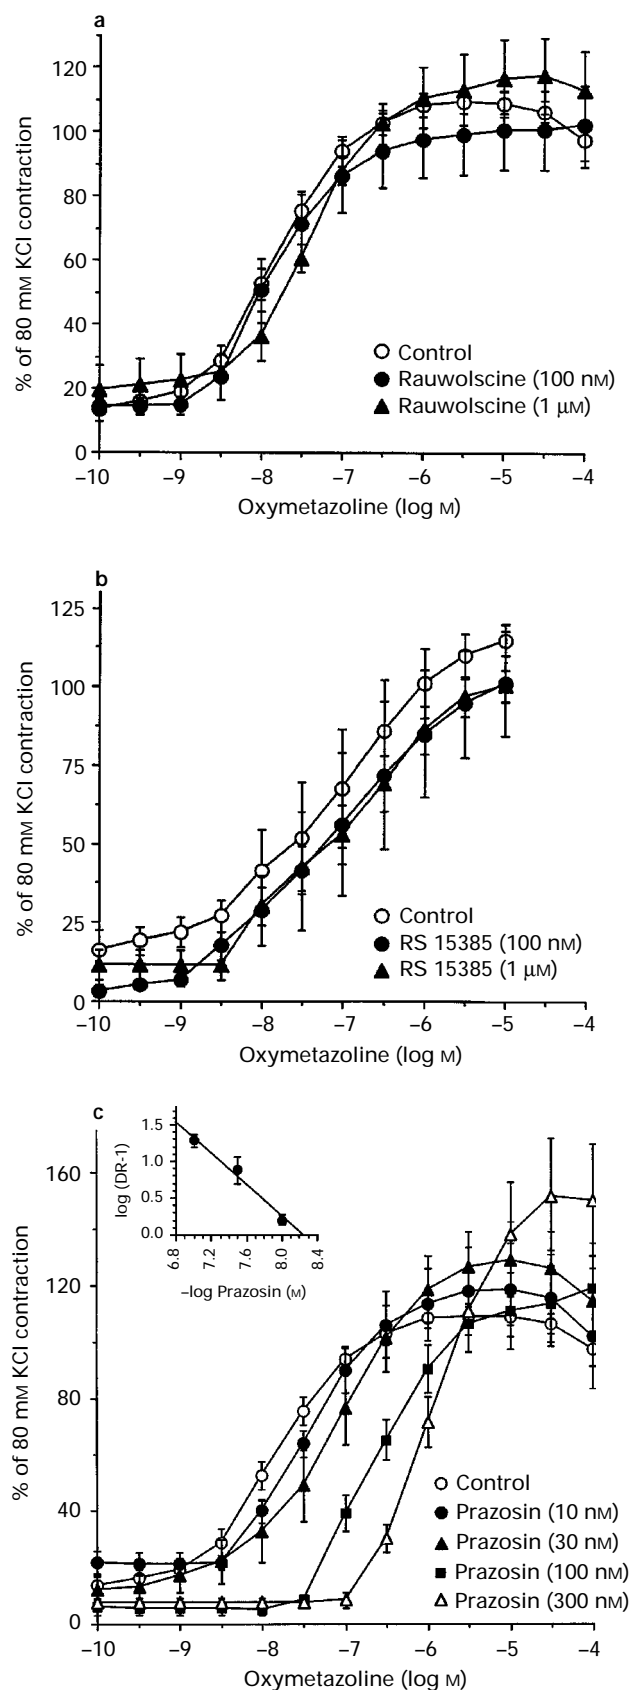 a
120
100
80
60
40
20
0
% of 80 mM KCl contraction
Control
Rauwolscine (100 nM)
Rauwolscine (1 μM)
−10 −9 −8 −7 −6 −5 −4
Oxymetazoline (log M)
b
125
100
75
50
25
0
% of 80 mM KCl contraction
Control
RS 15385 (100 nM)
RS 15385 (1 μM)
−10 −9 −8 −7 −6 −5 −4
Oxymetazoline (log M)
c
160
120
80
40
0
% of 80 mM KCl contraction
1.5
1.0
0.5
0.0
log (DR-1)
6.8 7.2 7.6 8.0 8.4
−log Prazosin (M)
Control
Prazosin (10 nM)
Prazosin (30 nM)
Prazosin (100 nM)
Prazosin (300 nM)
−10 −9 −8 −7 −6 −5 −4
Oxymetazoline (log M)